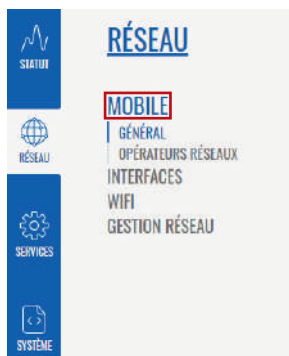 STATUT
RÉSEAU
SERVICES
SYSTÈME
RÉSEAU
MOBILE
GÉNÉRAL
OPÉRATEURS RÉSEAUX
INTERFACES
WIFI
GESTION RÉSEAU